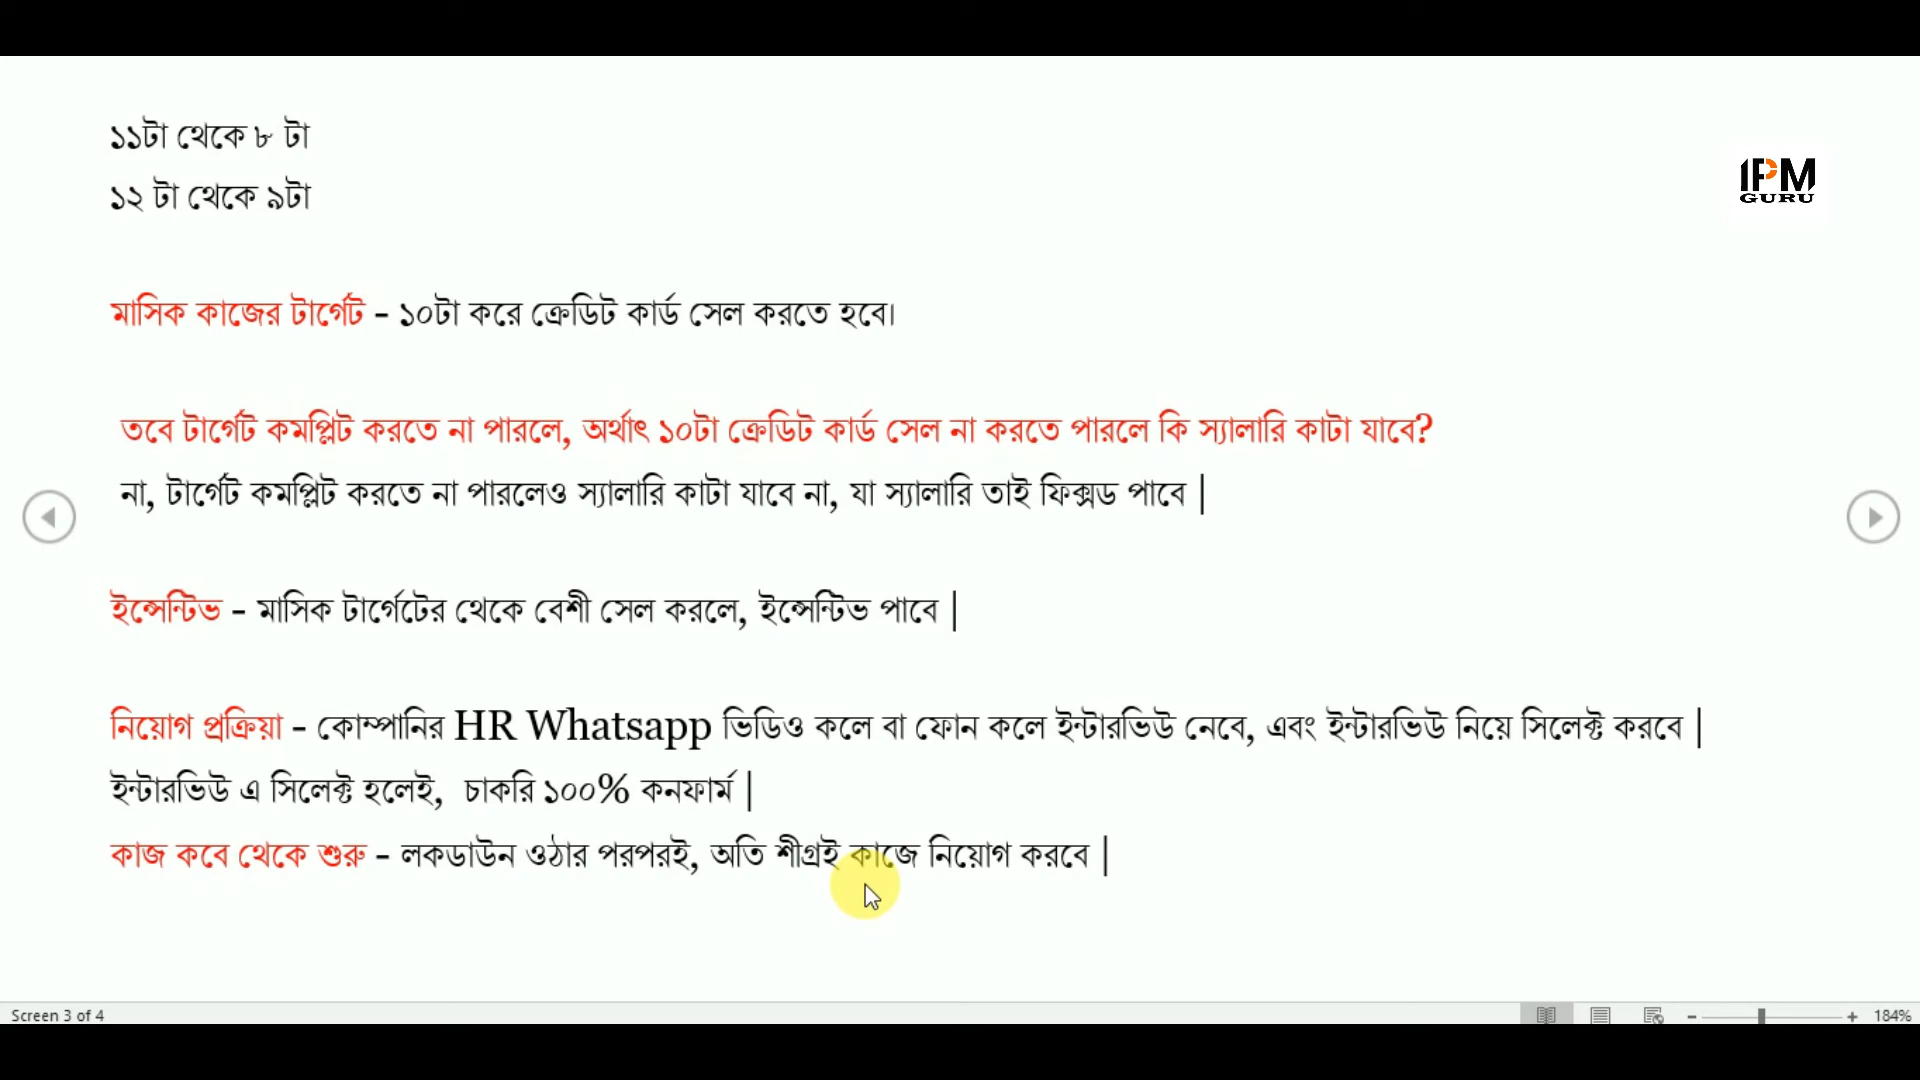 ১১টা থেকে ৮ টা
১২ টা থেকে ৯টা
IPM
GURU
মাসিক কাজের টার্গেট - ১০টা করে ক্রেডিট কার্ড সেল করতে হবে।
তবে টার্গেট কমপ্লিট করতে না পারলে, অর্থাৎ ১০টা ক্রেডিট কার্ড সেল না করতে পারলে কি স্যালারি কাটা যাবে?
না, টার্গেট কমপ্লিট করতে না পারলেও স্যালারি কাটা যাবে না, যা স্যালারি তাই ফিক্সড পাবে |
ইন্সেন্টিভ - মাসিক টার্গেটের থেকে বেশী সেল করলে, ইন্সেন্টিভ পাবে |
নিয়োগ প্রক্রিয়া - কোম্পানির HR Whatsapp ভিডিও কলে বা ফোন কলে ইন্টারভিউ নেবে, এবং ইন্টারভিউ নিয়ে সিলেক্ট করবে |
ইন্টারভিউ এ সিলেক্ট হলেই, চাকরি ১০০% কনফার্ম |
কাজ কবে থেকে শুরু - লকডাউন ওঠার পরপরই, অতি শীগ্রই কাজে নিয়োগ করবে |
Screen 3 of 4
184%